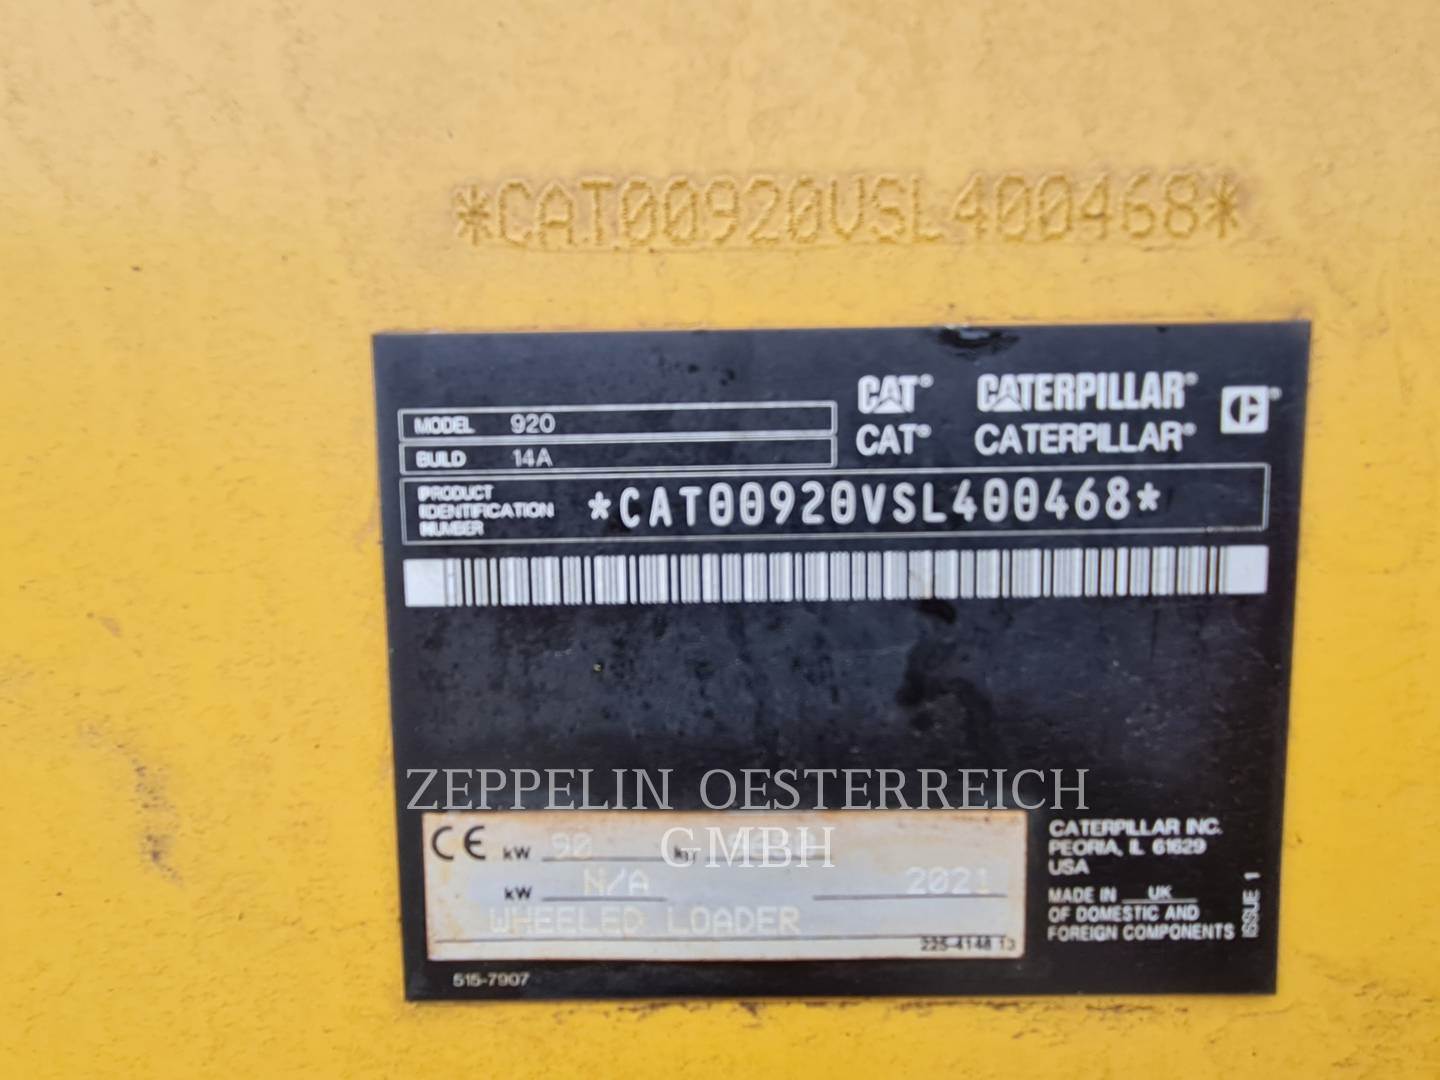 *CAT00920VSL400468*
CAT® CATERPILLAR®
MODEL 920
CAT® CATERPILLAR®
BUILD 14A
PRODUCT IDENTIFICATION NUMBER *CAT00920VSL400468*
ZEPPELIN OESTERREICH
GMBH
CE kW 90 kg
kW N/A 2021
WHEELED LOADER
225-4148 13
CATERPILLAR INC.
PEORIA, IL 61629
USA
MADE IN UK
OF DOMESTIC AND
FOREIGN COMPONENTS
ISSUE 1
515-7907